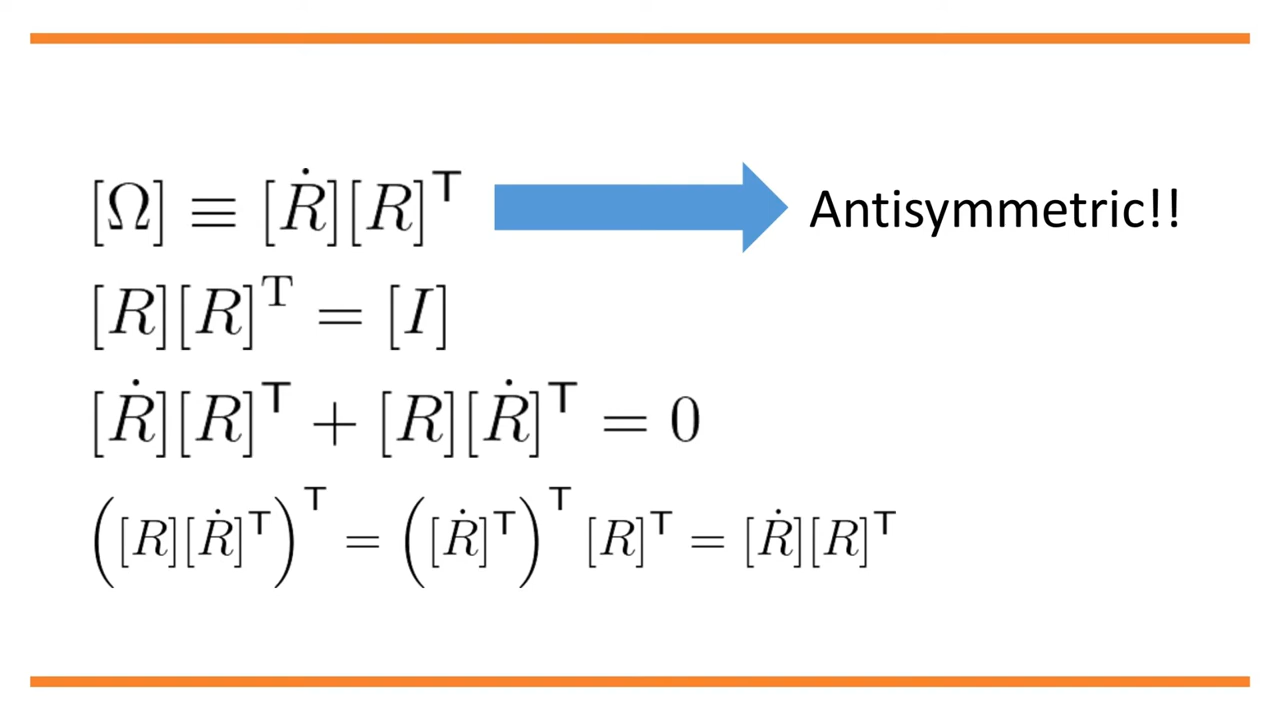 [Ω] ≡ [Ṙ][R]ᵀ Antisymmetric!!
[R][R]ᵀ = [I]
[Ṙ][R]ᵀ + [R][Ṙ]ᵀ = 0
([R][Ṙ]ᵀ)ᵀ = ([Ṙ]ᵀ)ᵀ [R]ᵀ = [Ṙ][R]ᵀ